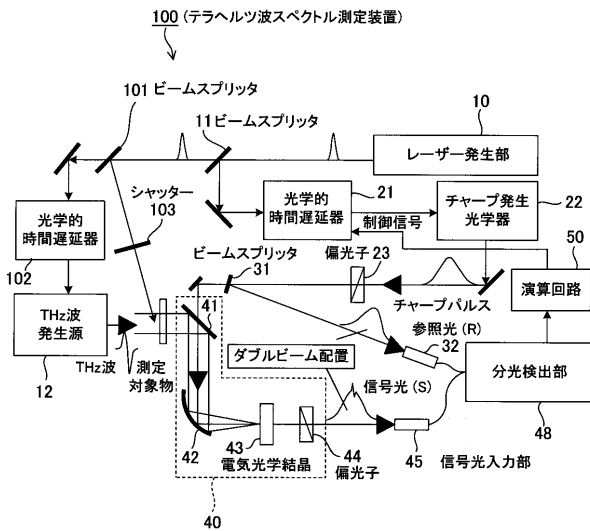 100 (テラヘルツ波スペクトル測定装置)
101 ビームスプリッタ
11 ビームスプリッタ
10
レーザー発生部
シャッター
103
光学的
時間遅延器
21
制御信号
チャープ発生
光学器
22
光学的
時間遅延器
102
ビームスプリッタ
31
偏光子
23
チャープパルス
50
演算回路
THz波
発生源
12
THz波
測定
対象物
41
参照光(R)
32
ダブルビーム配置
信号光(S)
分光検出部
48
42
43
電気光学結晶
44
偏光子
45
信号光入力部
40